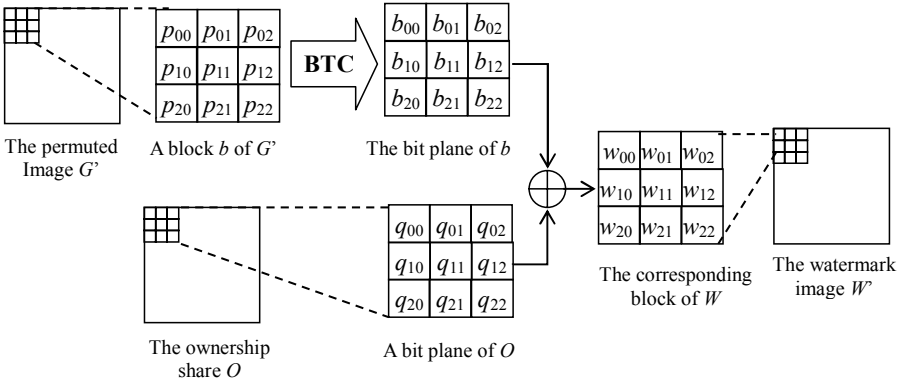 p00 p01 p02
p10 p11 p12
p20 p21 p22
BTC
b00 b01 b02
b10 b11 b12
b20 b21 b22
The permuted
Image G’
A block b of G’
The bit plane of b
w00 w01 w02
w10 w11 w12
w20 w21 w22
q00 q01 q02
q10 q11 q12
q20 q21 q22
The corresponding
block of W
The watermark
image W’
The ownership
share O
A bit plane of O